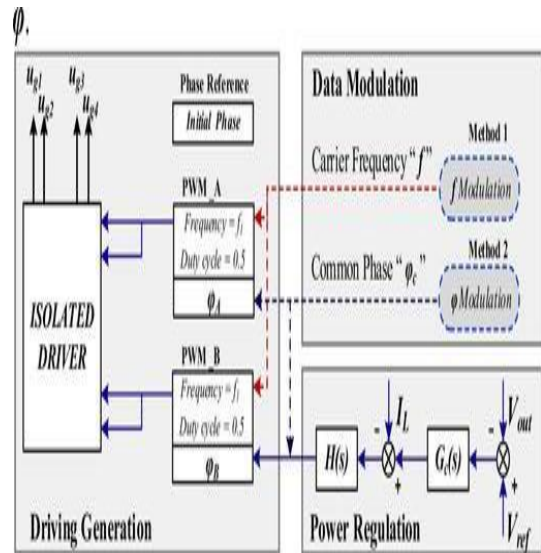 φ.
u_g1
u_g2
u_g3
u_g4
Phase Reference
Initial Phase
PWM_A
Frequency = f_1
Duty cycle = 0.5
φ_A
ISOLATED
DRIVER
PWM_B
Frequency = f_1
Duty cycle = 0.5
φ_B
Driving Generation
Data Modulation
Method 1
Carrier Frequency “f”
f Modulation
Method 2
Common Phase “φ_c”
φ Modulation
I_L
V_out
H(s)
G_c(s)
-
-
+
+
V_ref
Power Regulation